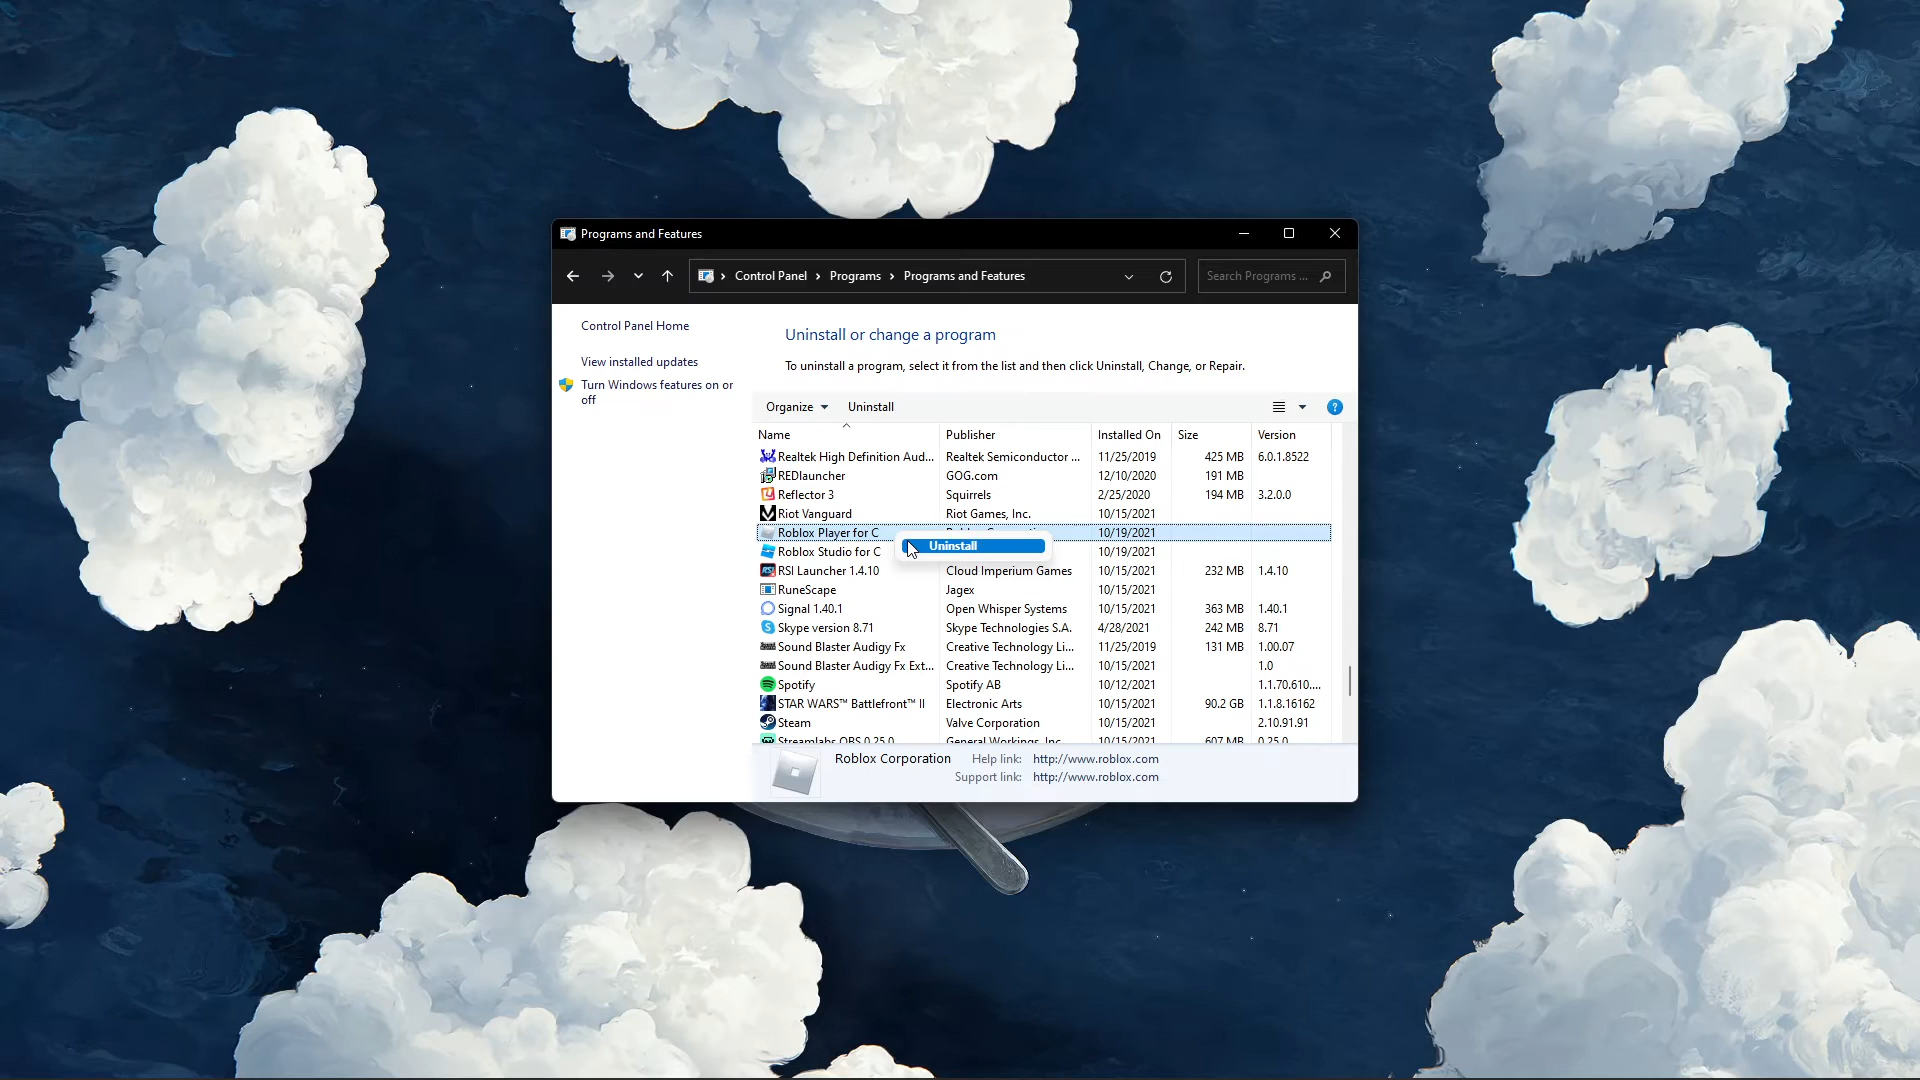 Programs and Features
Control Panel > Programs > Programs and Features
Search Programs ...
Control Panel Home
View installed updates
Turn Windows features on or
off
Uninstall or change a program
To uninstall a program, select it from the list and then click Uninstall, Change, or Repair.
Organize Uninstall
Name Publisher Installed On Size Version
Realtek High Definition Aud... Realtek Semiconductor ... 11/25/2019 425 MB 6.0.1.8522
REDlauncher GOG.com 12/10/2020 191 MB
Reflector 3 Squirrels 2/25/2020 194 MB 3.2.0.0
Riot Vanguard Riot Games, Inc. 10/15/2021
Roblox Player for C 10/19/2021
Uninstall
Roblox Studio for C 10/19/2021
RSI Launcher 1.4.10 Cloud Imperium Games 10/15/2021 232 MB 1.4.10
RuneScape Jagex 10/15/2021
Signal 1.40.1 Open Whisper Systems 10/15/2021 363 MB 1.40.1
Skype version 8.71 Skype Technologies S.A. 4/28/2021 242 MB 8.71
Sound Blaster Audigy Fx Creative Technology Li... 11/25/2019 131 MB 1.00.07
Sound Blaster Audigy Fx Ext... Creative Technology Li... 10/15/2021 1.0
Spotify Spotify AB 10/12/2021 1.1.70.610....
STAR WARS™ Battlefront™ II Electronic Arts 10/15/2021 90.2 GB 1.1.8.16162
Steam Valve Corporation 10/15/2021 2.10.91.91
Streamlabs OBS 0.25.0 General Workings, Inc. 10/15/2021 607 MB 0.25.0
Roblox Corporation Help link: http://www.roblox.com
Support link: http://www.roblox.com